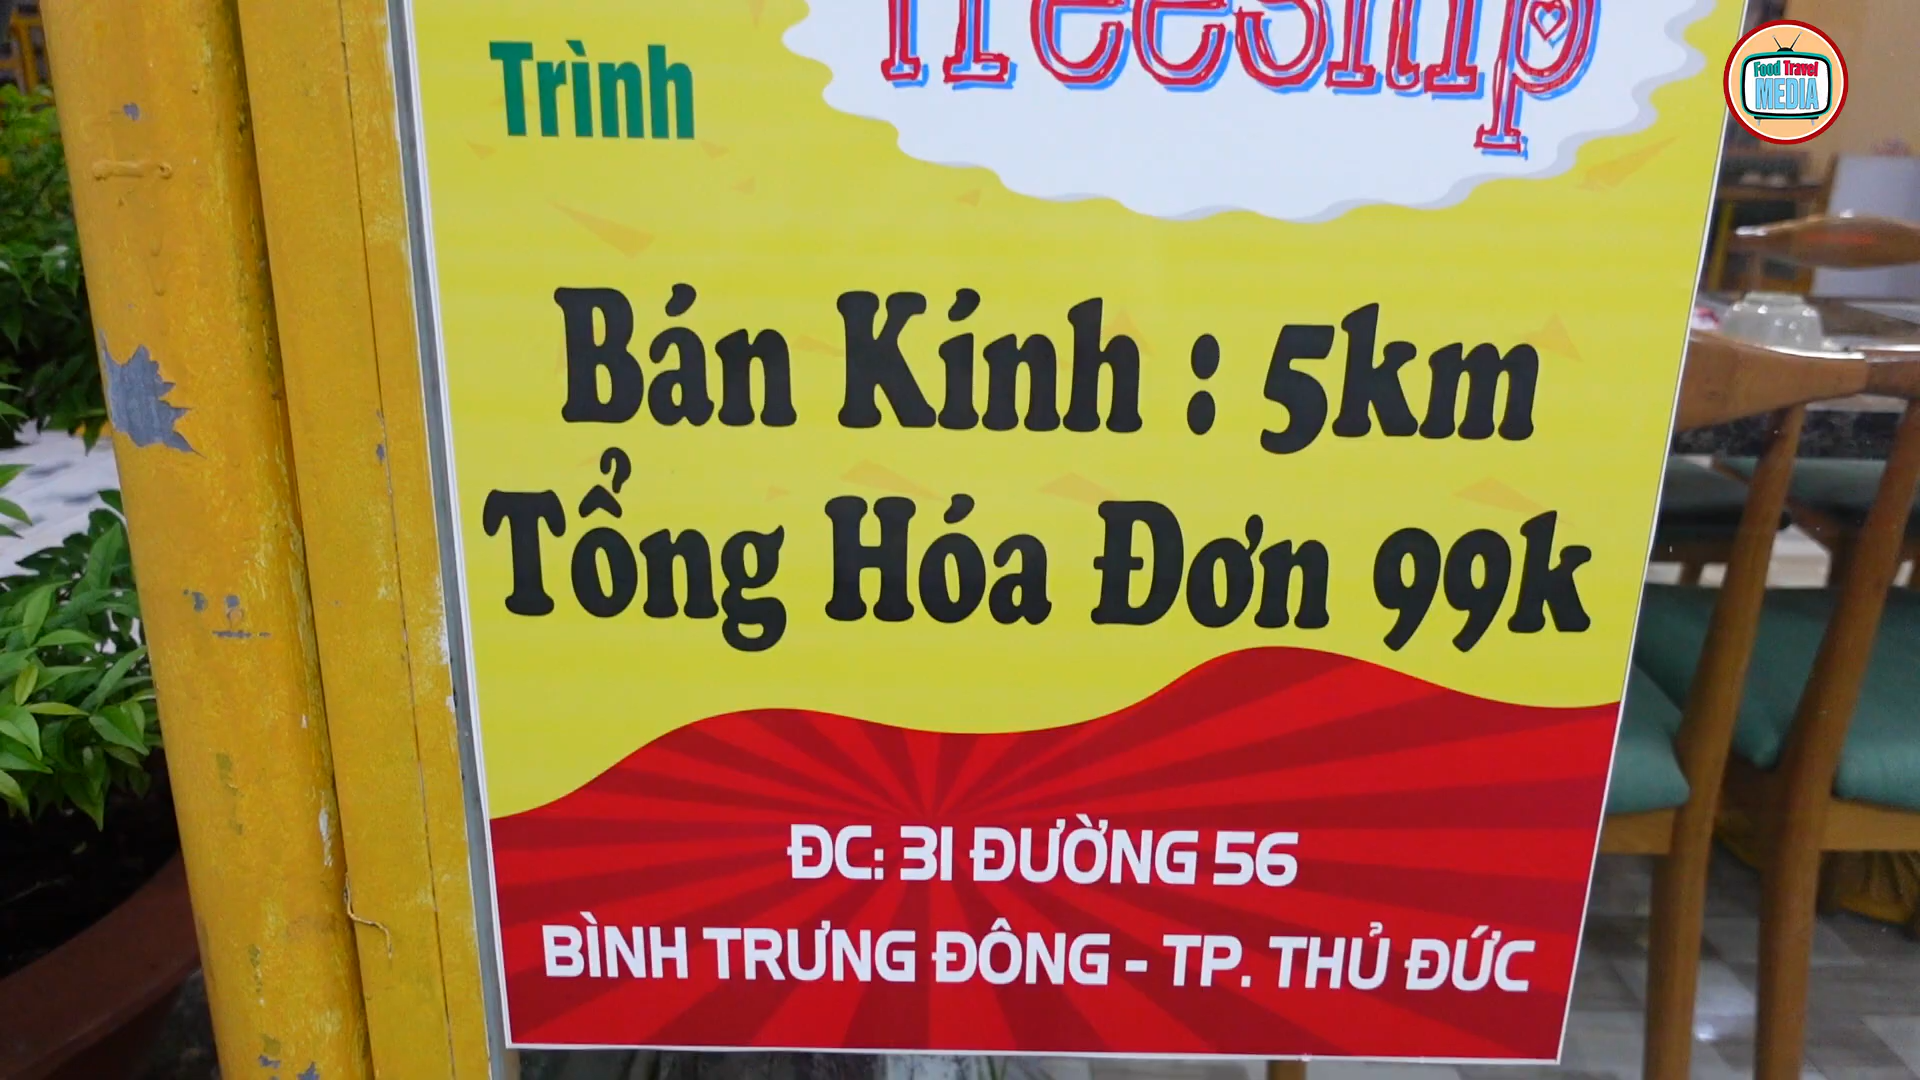 Trình
freeship
Bán Kính : 5km
Tổng Hóa Đơn 99k
ĐC: 31 ĐƯỜNG 56
BÌNH TRƯNG ĐÔNG - TP. THỦ ĐỨC
Food Travel
MEDIA